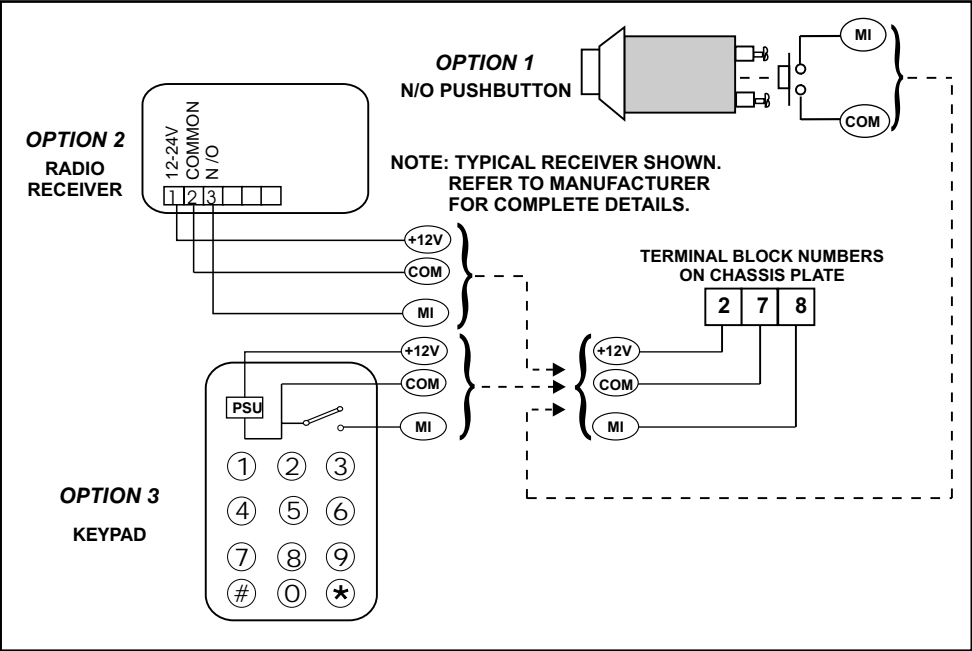 OPTION 1
N/O PUSHBUTTON
MI
COM
OPTION 2
RADIO
RECEIVER
12-24V
COMMON
N /O
1 2 3
NOTE: TYPICAL RECEIVER SHOWN.
REFER TO MANUFACTURER
FOR COMPLETE DETAILS.
+12V
COM
MI
TERMINAL BLOCK NUMBERS
ON CHASSIS PLATE
2 7 8
+12V
COM
MI
+12V
COM
MI
OPTION 3
KEYPAD
PSU
1 2 3
4 5 6
7 8 9
# 0 *